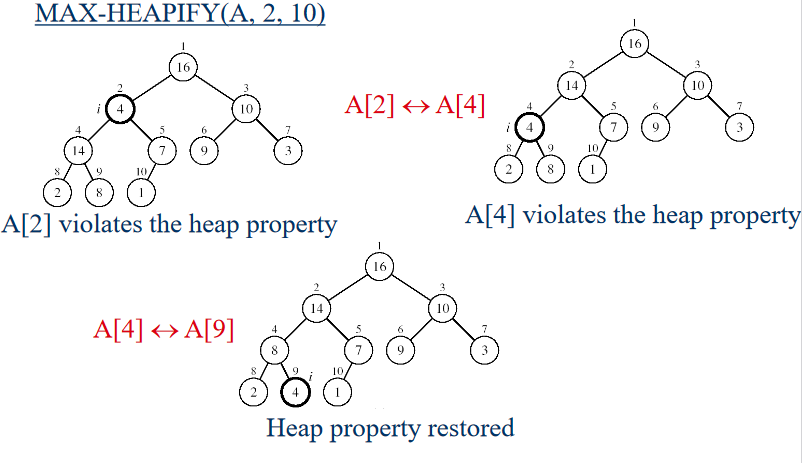 MAX-HEAPIFY(A, 2, 10)
1
16
2 3
i 4 10
4 5 6 7
14 7 9 3
8 9 10
2 8 1
A[2] violates the heap property
A[2] ↔ A[4]
1
16
2 3
14 10
4 5 6 7
i 4 7 9 3
8 9 10
2 8 1
A[4] violates the heap property
A[4] ↔ A[9]
1
16
2 3
14 10
4 5 6 7
8 7 9 3
8 9 i 10
2 4 1
Heap property restored